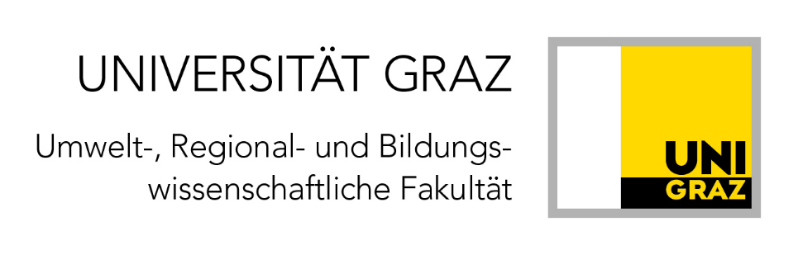 UNIVERSITÄT GRAZ
Umwelt-, Regional- und Bildungs-
wissenschaftliche Fakultät
UNI
GRAZ